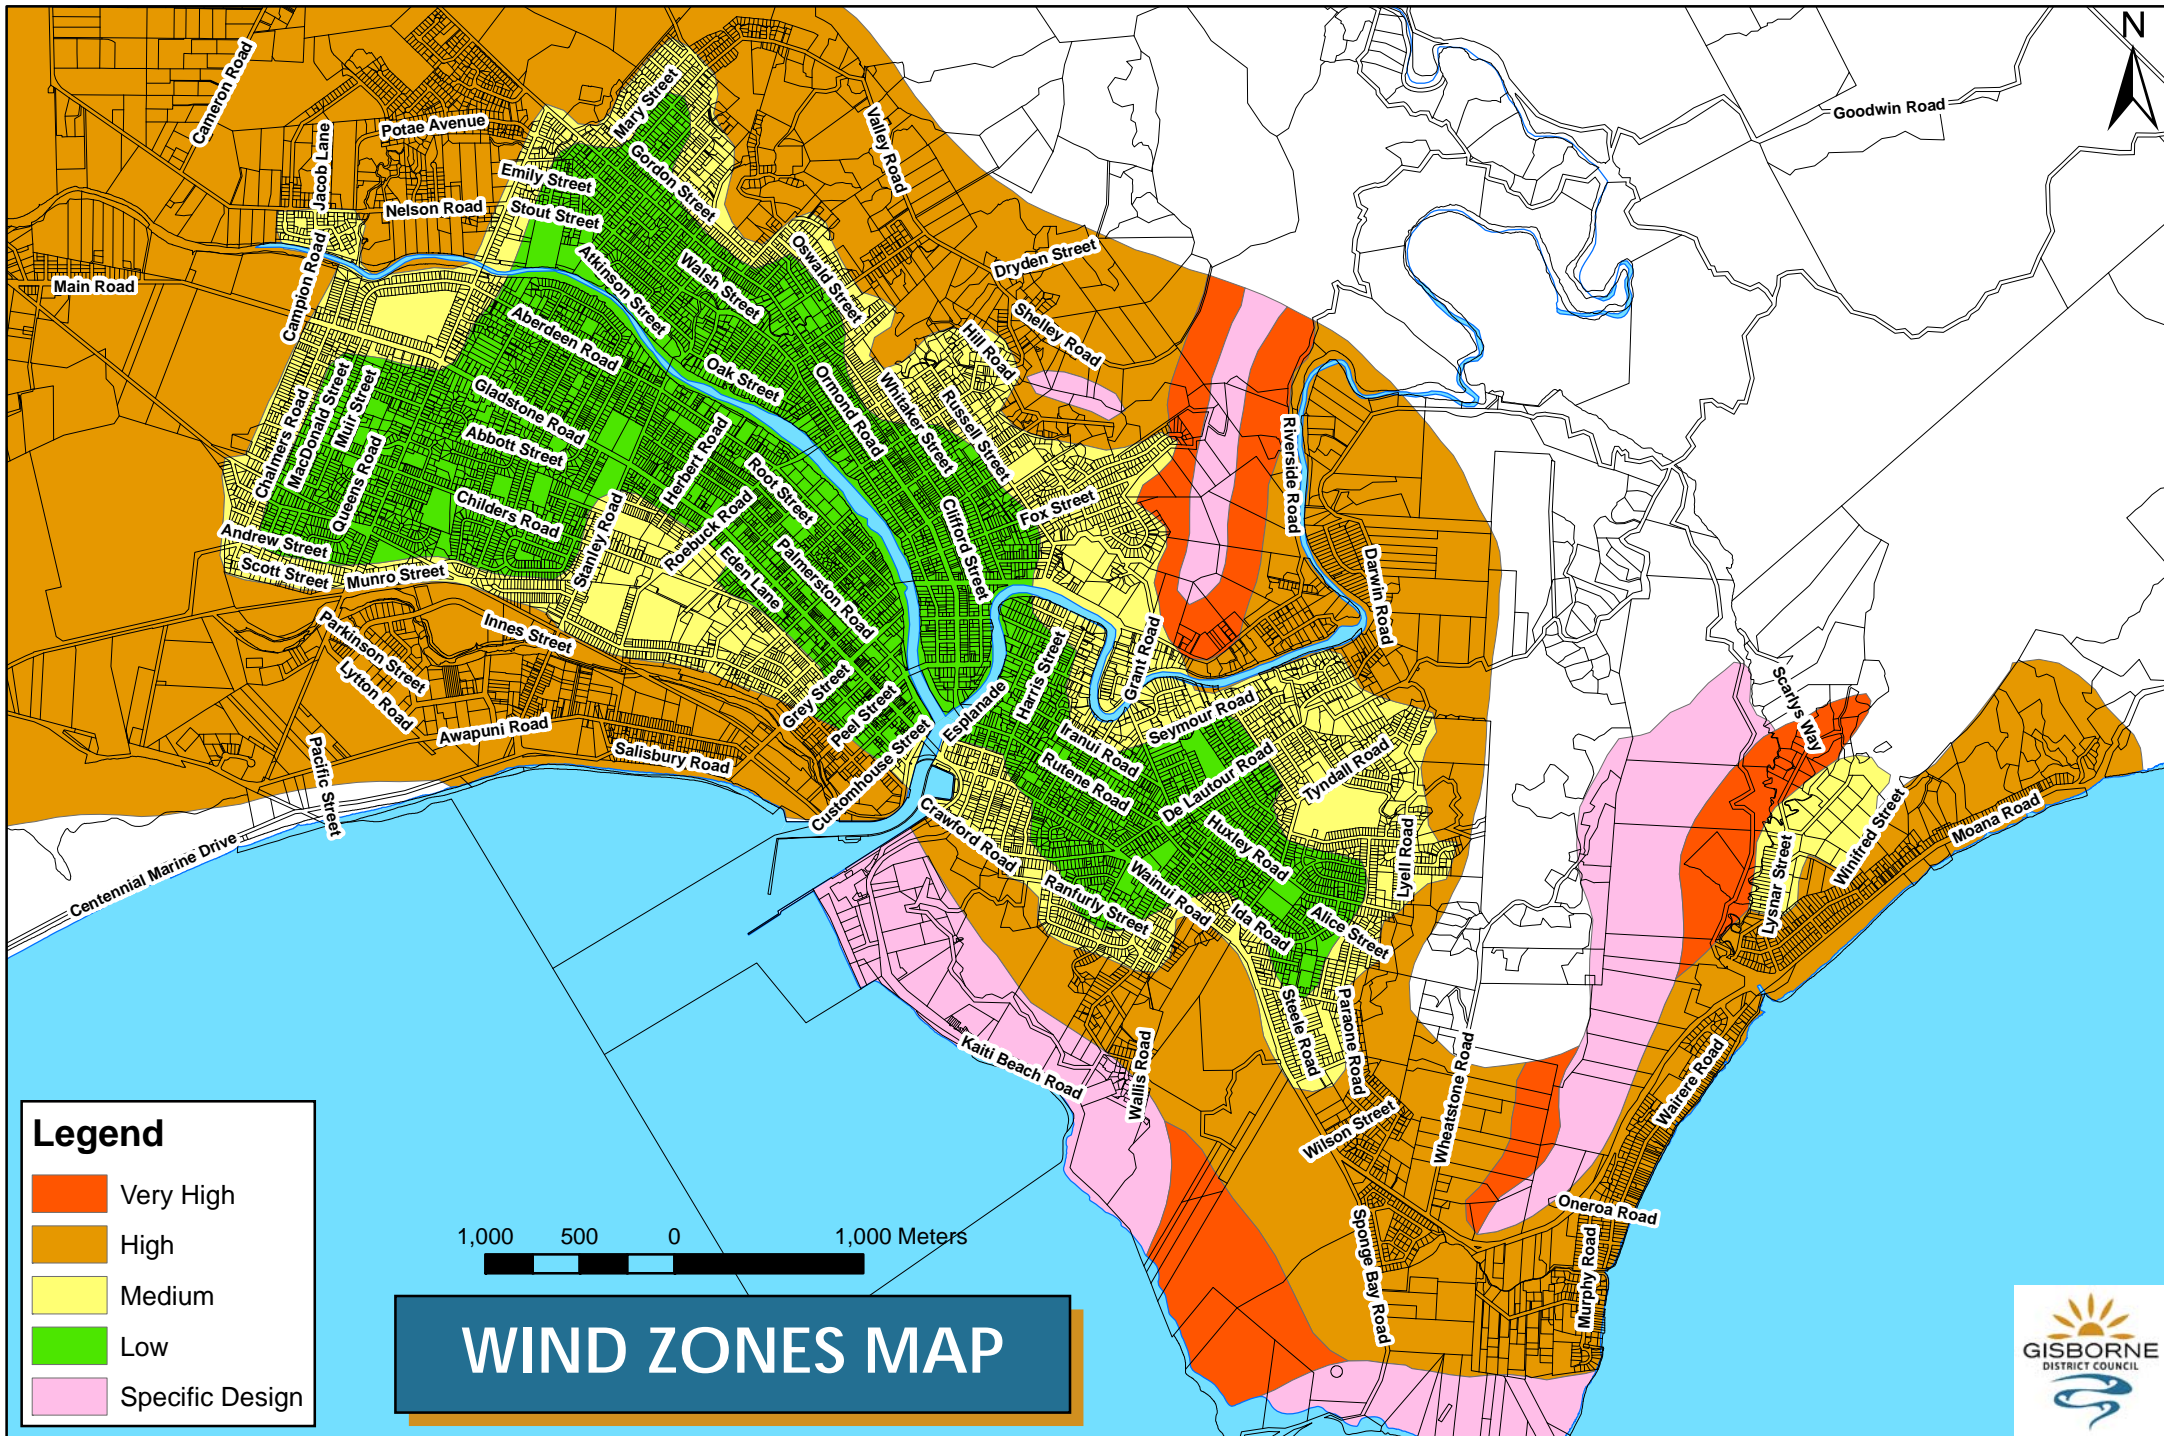 N
Goodwin Road
Cameron Road
Mary Street
Potae Avenue
Valley Road
Jacob Lane
Gordon Street
Emily Street
Nelson Road
Stout Street
Oswald Street
Dryden Street
Campion Road
Walsh Street
Atkinson Street
Main Road
Shelley Road
Aberdeen Road
Hill Road
Oak Street
Ormond Road
Whitaker Street
Russell Street
Chalmers Road
MacDonald Street
Muir Street
Queens Road
Gladstone Road
Abbott Street
Herbert Road
Root Street
Riverside Road
Childers Road
Stanley Road
Roebuck Road
Fox Street
Clifford Street
Andrew Street
Scott Street
Munro Street
Eden Lane
Palmerston Road
Darwin Road
Parkinson Street
Innes Street
Lytton Road
Grant Road
Harris Street
Grey Street
Peel Street
Esplanade
Seymour Road
Scarlys Way
Awapuni Road
Salisbury Road
Pacific Street
Customhouse Street
Iranui Road
Rutene Road
De Lautour Road
Tyndall Road
Centennial Marine Drive
Crawford Road
Huxley Road
Lyell Road
Lysnar Street
Winifred Street
Moana Road
Ranfurly Street
Wainui Road
Ida Road
Alice Street
Steele Road
Paraone Road
Kaiti Beach Road
Wallis Road
Wilson Street
Wheatstone Road
Wairere Road
Oneroa Road
Sponge Bay Road
Murphy Road
Legend
Very High
High
Medium
Low
Specific Design
1,000 500 0 1,000 Meters
WIND ZONES MAP
GISBORNE
DISTRICT COUNCIL